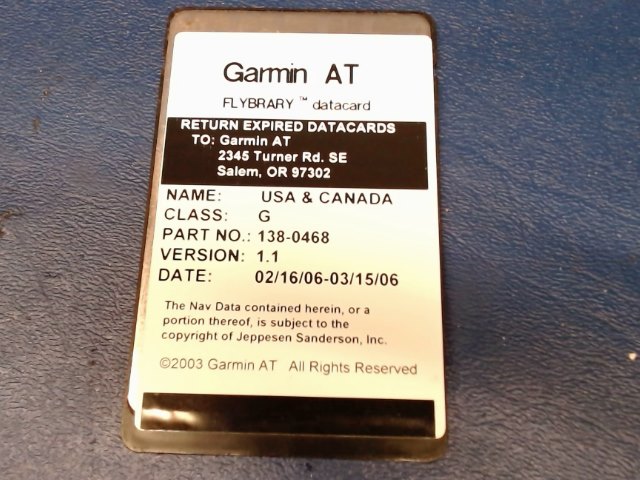 Garmin AT
FLYBRARY™ datacard
RETURN EXPIRED DATACARDS
TO: Garmin AT
2345 Turner Rd. SE
Salem, OR 97302
NAME: USA & CANADA
CLASS: G
PART NO.: 138-0468
VERSION: 1.1
DATE: 02/16/06-03/15/06
The Nav Data contained herein, or a
portion thereof, is subject to the
copyright of Jeppesen Sanderson, Inc.
©2003 Garmin AT All Rights Reserved